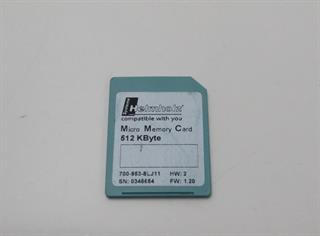 Helmholz
compatible with you
Micro Memory Card
512 KByte
700-953-8LJ11 HW: 2
SN: 0346654 FW: 1.20